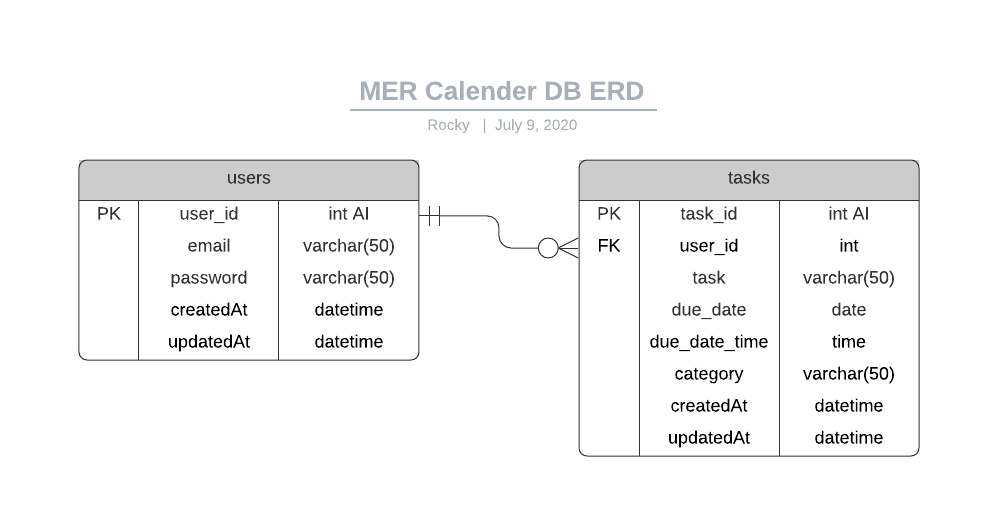 MER Calender DB ERD
Rocky | July 9, 2020
users
PK user_id int AI
email varchar(50)
password varchar(50)
createdAt datetime
updatedAt datetime
tasks
PK task_id int AI
FK user_id int
task varchar(50)
due_date date
due_date_time time
category varchar(50)
createdAt datetime
updatedAt datetime